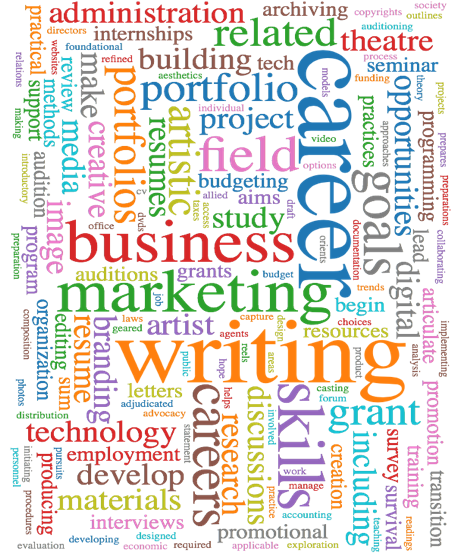 administration
archiving
copyrights
society
outlines
directors
internships
related
auditioning
theatre
practical
foundational
refined
building
tech
process
seminar
relations
websites
review
make
aesthetics
portfolio
models
funding
theory
projects
support
methods
media
portfolios
individual
career
opportunities
making
creative
resumes
artistic
project
video
practices
approaches
programming
prepares
introductory
audition
cv
field
options
preparations
image
dvds
taxes
budgeting
allied
aims
access
draft
goals
office
study
documentation
lead
collaborating
preparation
program
business
orients
digital
auditions
grants
budget
trends
articulate
organization
marketing
job
begin
composition
editing
resume
branding
laws
geared
artist
capture
agents
design
resources
choices
analysis
implementing
photos
sum
writing
public
hope
reels
areas
product
distribution
letters
adjudicated
advocacy
careers
helps
discussions
involved
skills
casting
forum
grant
promotion
transition
technology
statement
research
including
survey
training
initiating
personnel
pursuits
employment
work
creation
survival
procedures
producing
develop
practice
manage
teaching
readings
materials
accounting
interviews
designed
promotional
evaluation
developing
economic
required
applicable
exploration